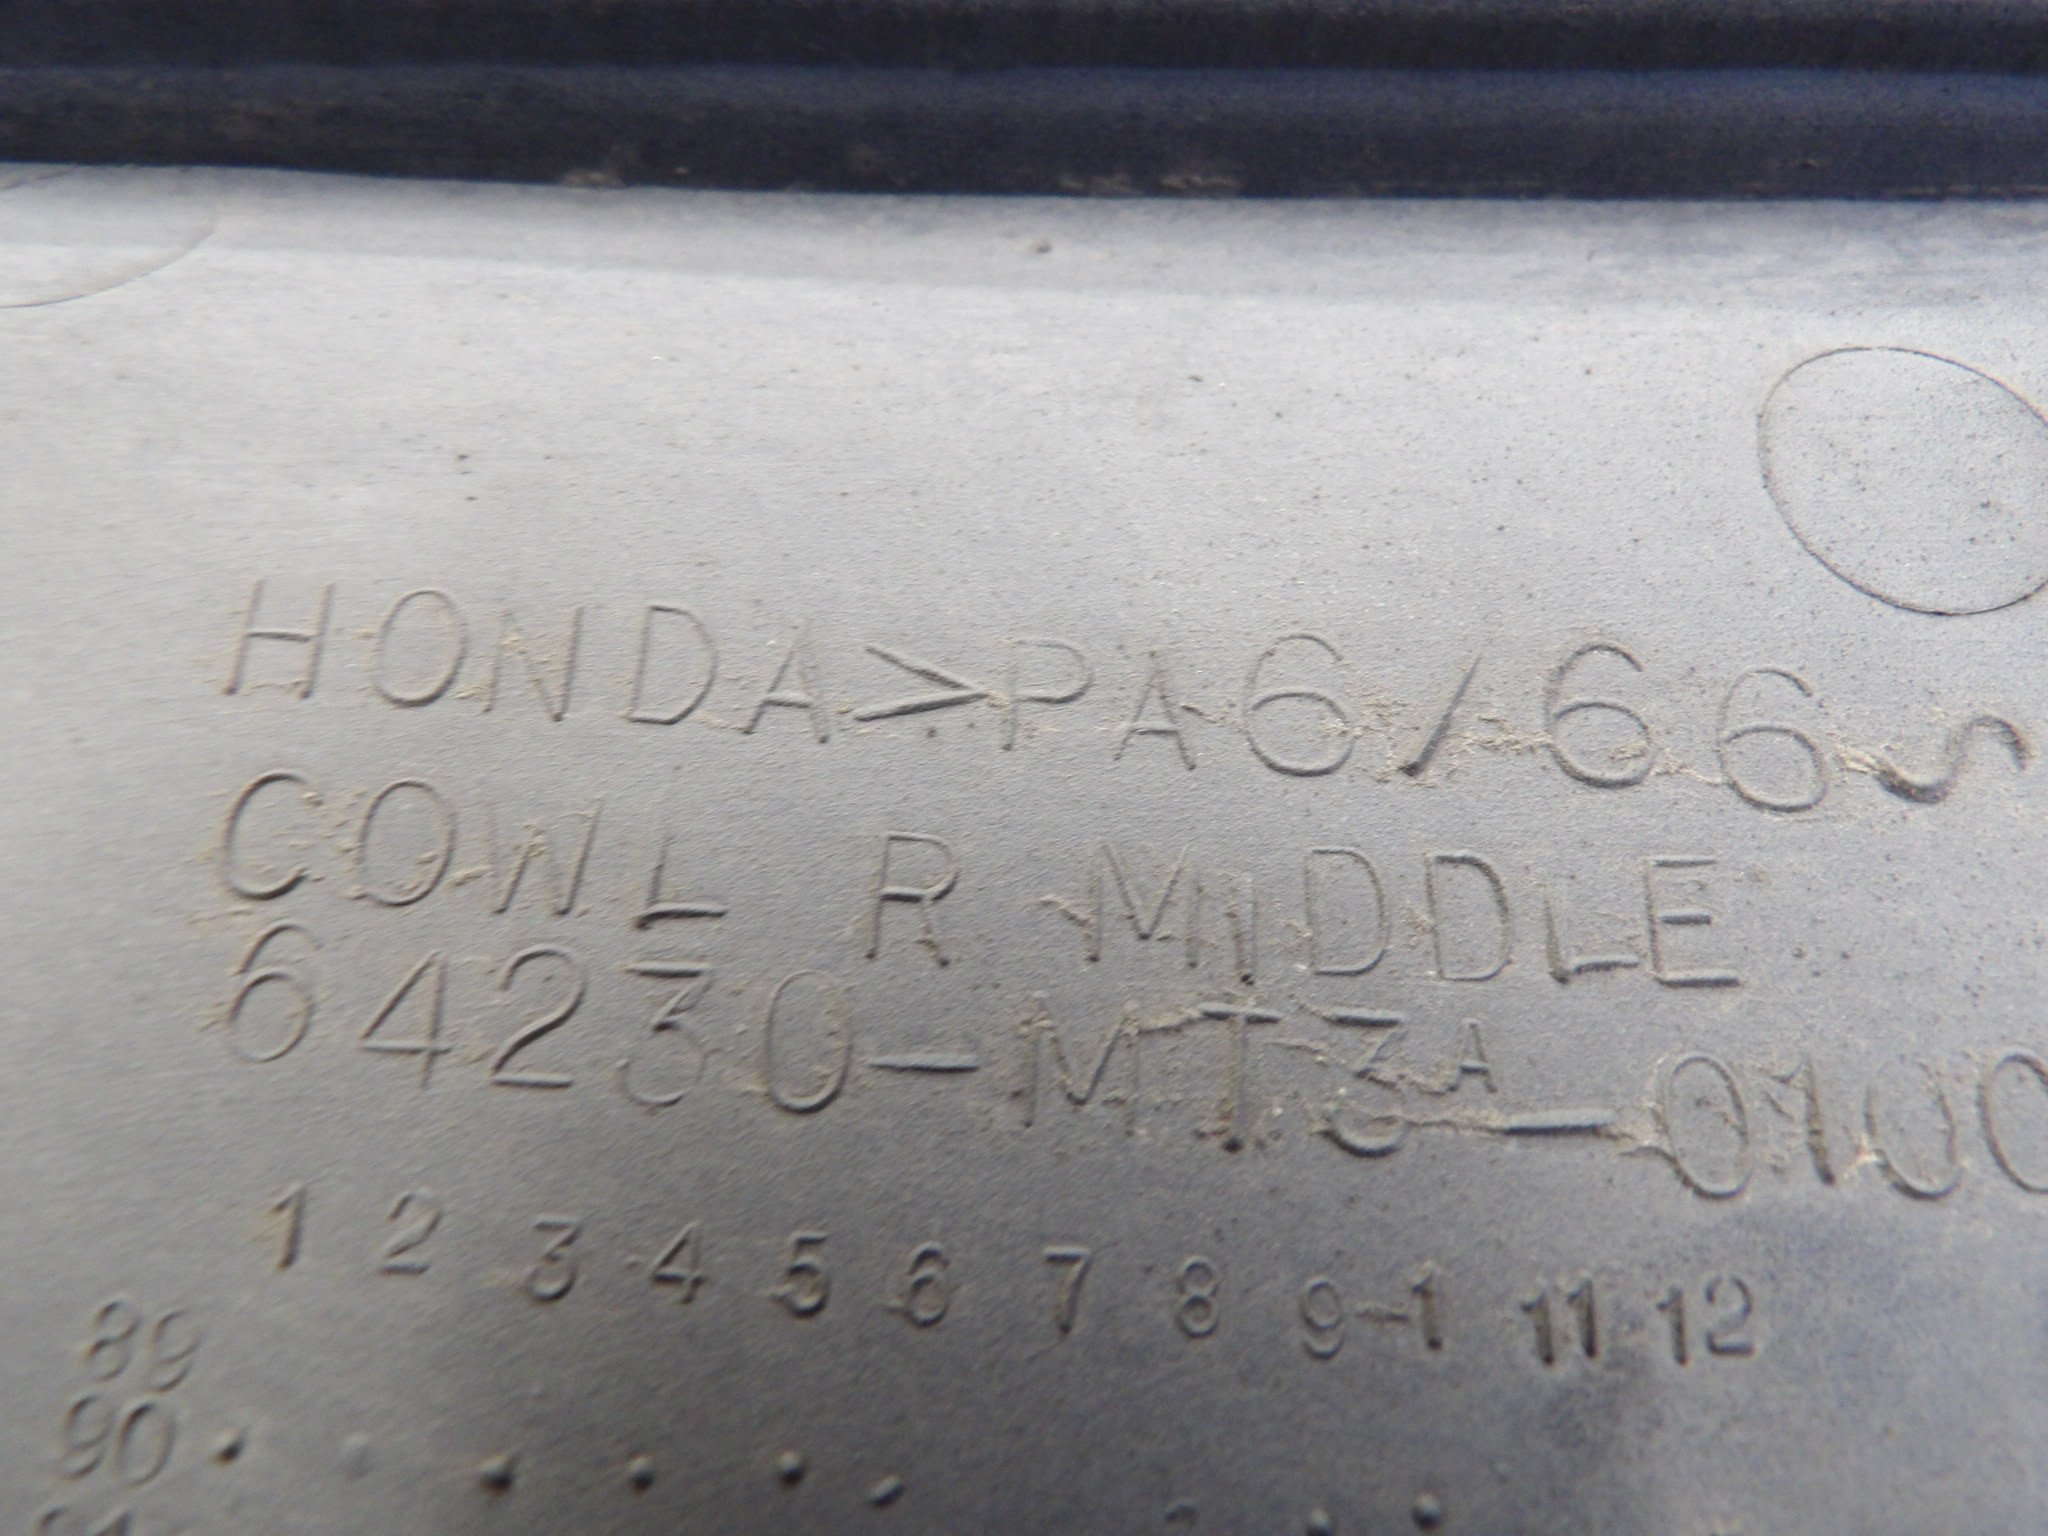 HONDA>PA6/66~
COWL R MIDDLE
64230-MT3A-0100
1 2 3 4 5 6 7 8 9-1 11 12
89
90